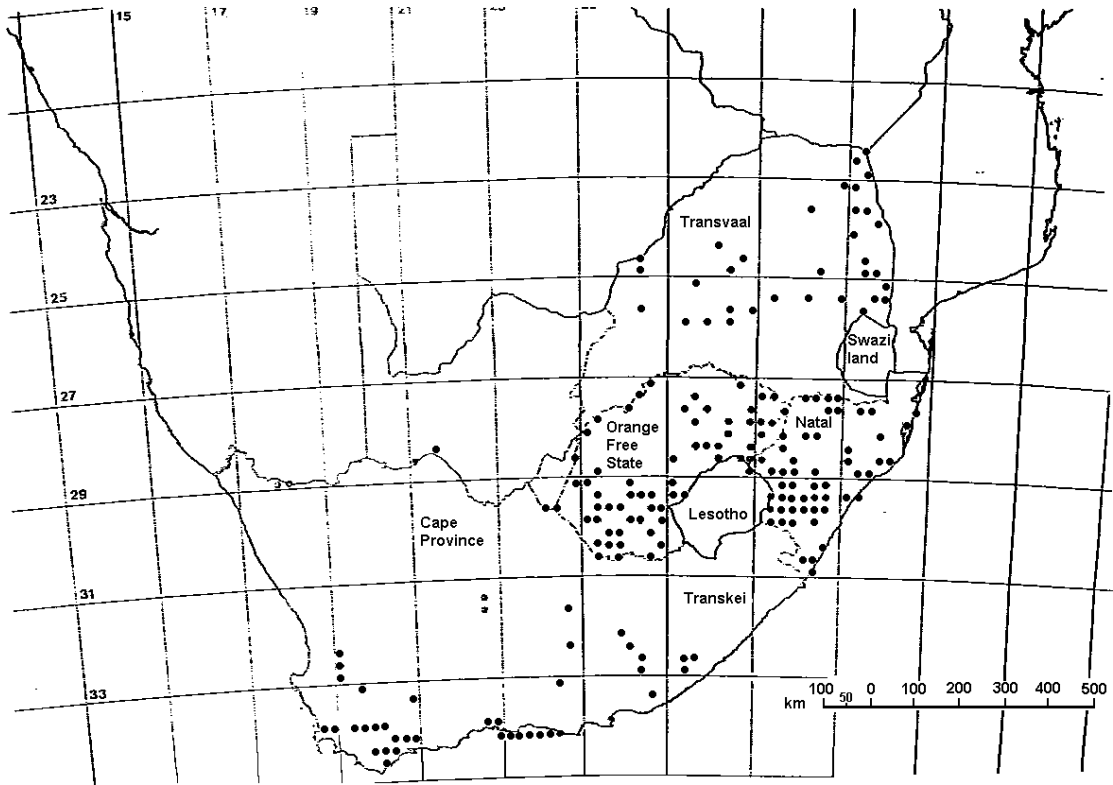 15
17
19
21
23
Transvaal
25
Swazi
land
27
Orange
Free
State
Natal
29
Lesotho
Cape
Province
31
Transkei
33
100 50 0 100 200 300 400 500
km